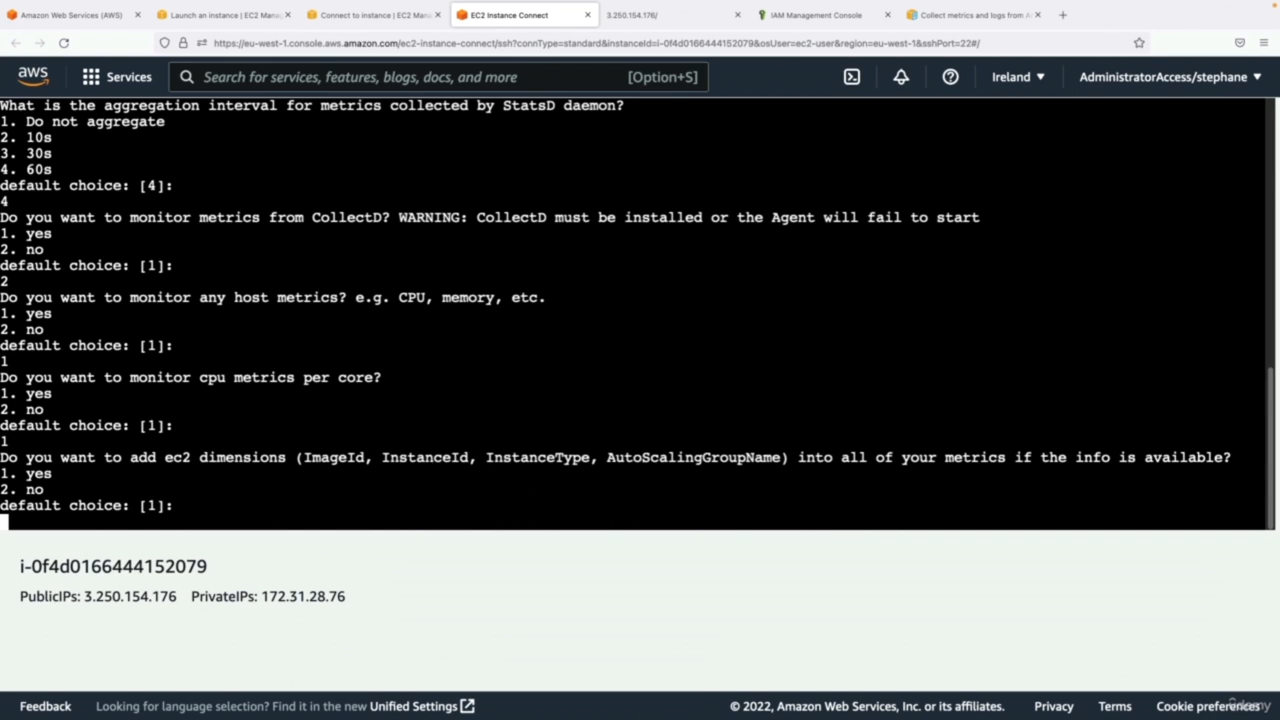 Amazon Web Services (AWS)
Launch an instance | EC2 Mana
Connect to instance | EC2 Man
EC2 Instance Connect
3.250.154.176/
IAM Management Console
Collect metrics and logs from A
https://eu-west-1.console.aws.amazon.com/ec2-instance-connect/ssh?connType=standard&instanceId=i-0f4d0166444152079&osUser=ec2-user&region=eu-west-1&sshPort=22#/
aws
Services
Search for services, features, blogs, docs, and more
[Option+S]
Ireland
AdministratorAccess/stephane
What is the aggregation interval for metrics collected by StatsD daemon?
1. Do not aggregate
2. 10s
3. 30s
4. 60s
default choice: [4]:
4
Do you want to monitor metrics from CollectD? WARNING: CollectD must be installed or the Agent will fail to start
1. yes
2. no
default choice: [1]:
2
Do you want to monitor any host metrics? e.g. CPU, memory, etc.
1. yes
2. no
default choice: [1]:
1
Do you want to monitor cpu metrics per core?
1. yes
2. no
default choice: [1]:
1
Do you want to add ec2 dimensions (ImageId, InstanceId, InstanceType, AutoScalingGroupName) into all of your metrics if the info is available?
1. yes
2. no
default choice: [1]:
i-0f4d0166444152079
PublicIPs: 3.250.154.176 PrivateIPs: 172.31.28.76
Feedback
Looking for language selection? Find it in the new Unified Settings
© 2022, Amazon Web Services, Inc. or its affiliates.
Privacy
Terms
Cookie preferences
Udemy